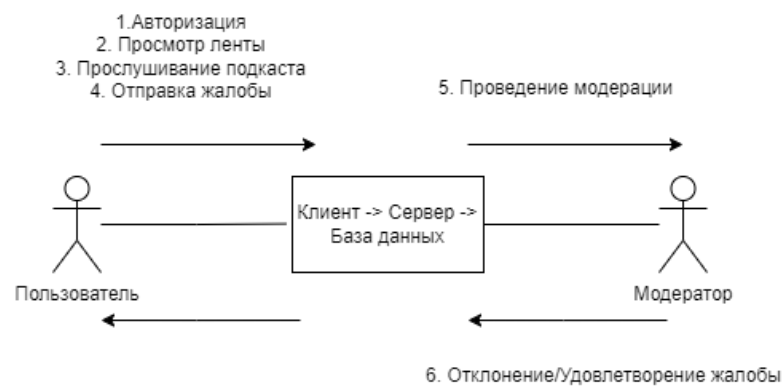 1.Авторизация
2. Просмотр ленты
3. Прослушивание подкаста
4. Отправка жалобы
5. Проведение модерации
Клиент -> Сервер ->
База данных
Пользователь
Модератор
6. Отклонение/Удовлетворение жалобы